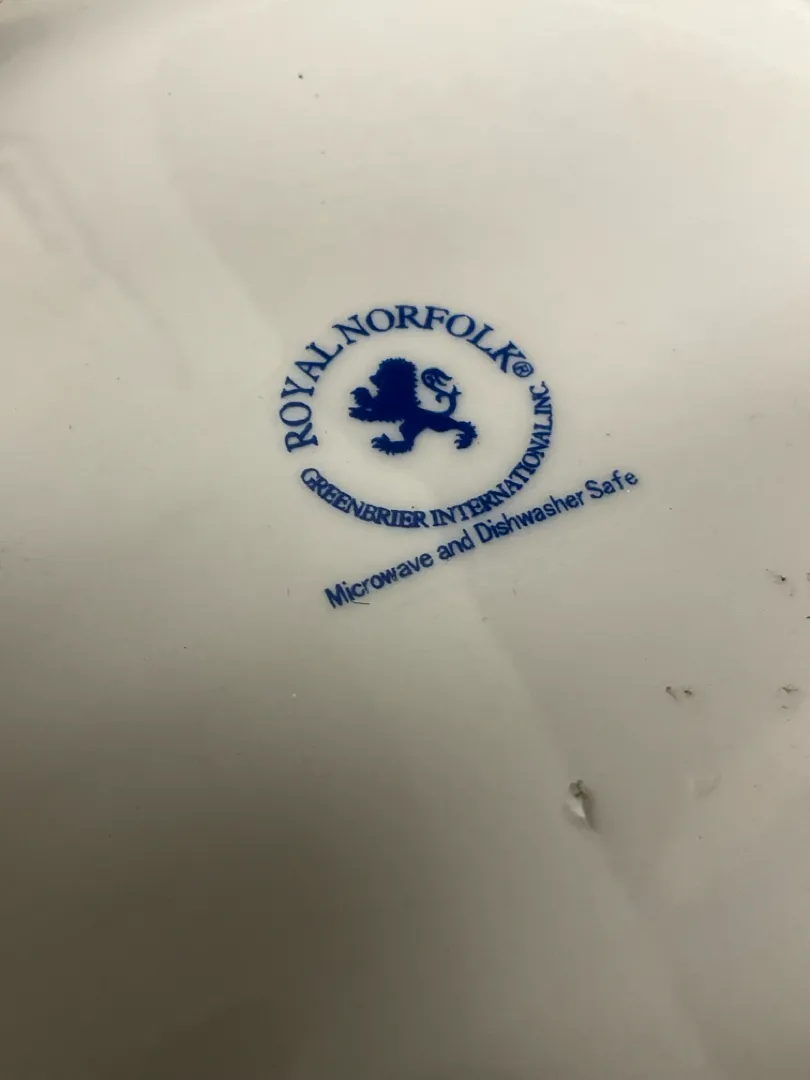 ROYAL NORFOLK®
GREENBRIER INTERNATIONAL,INC.
Microwave and Dishwasher Safe